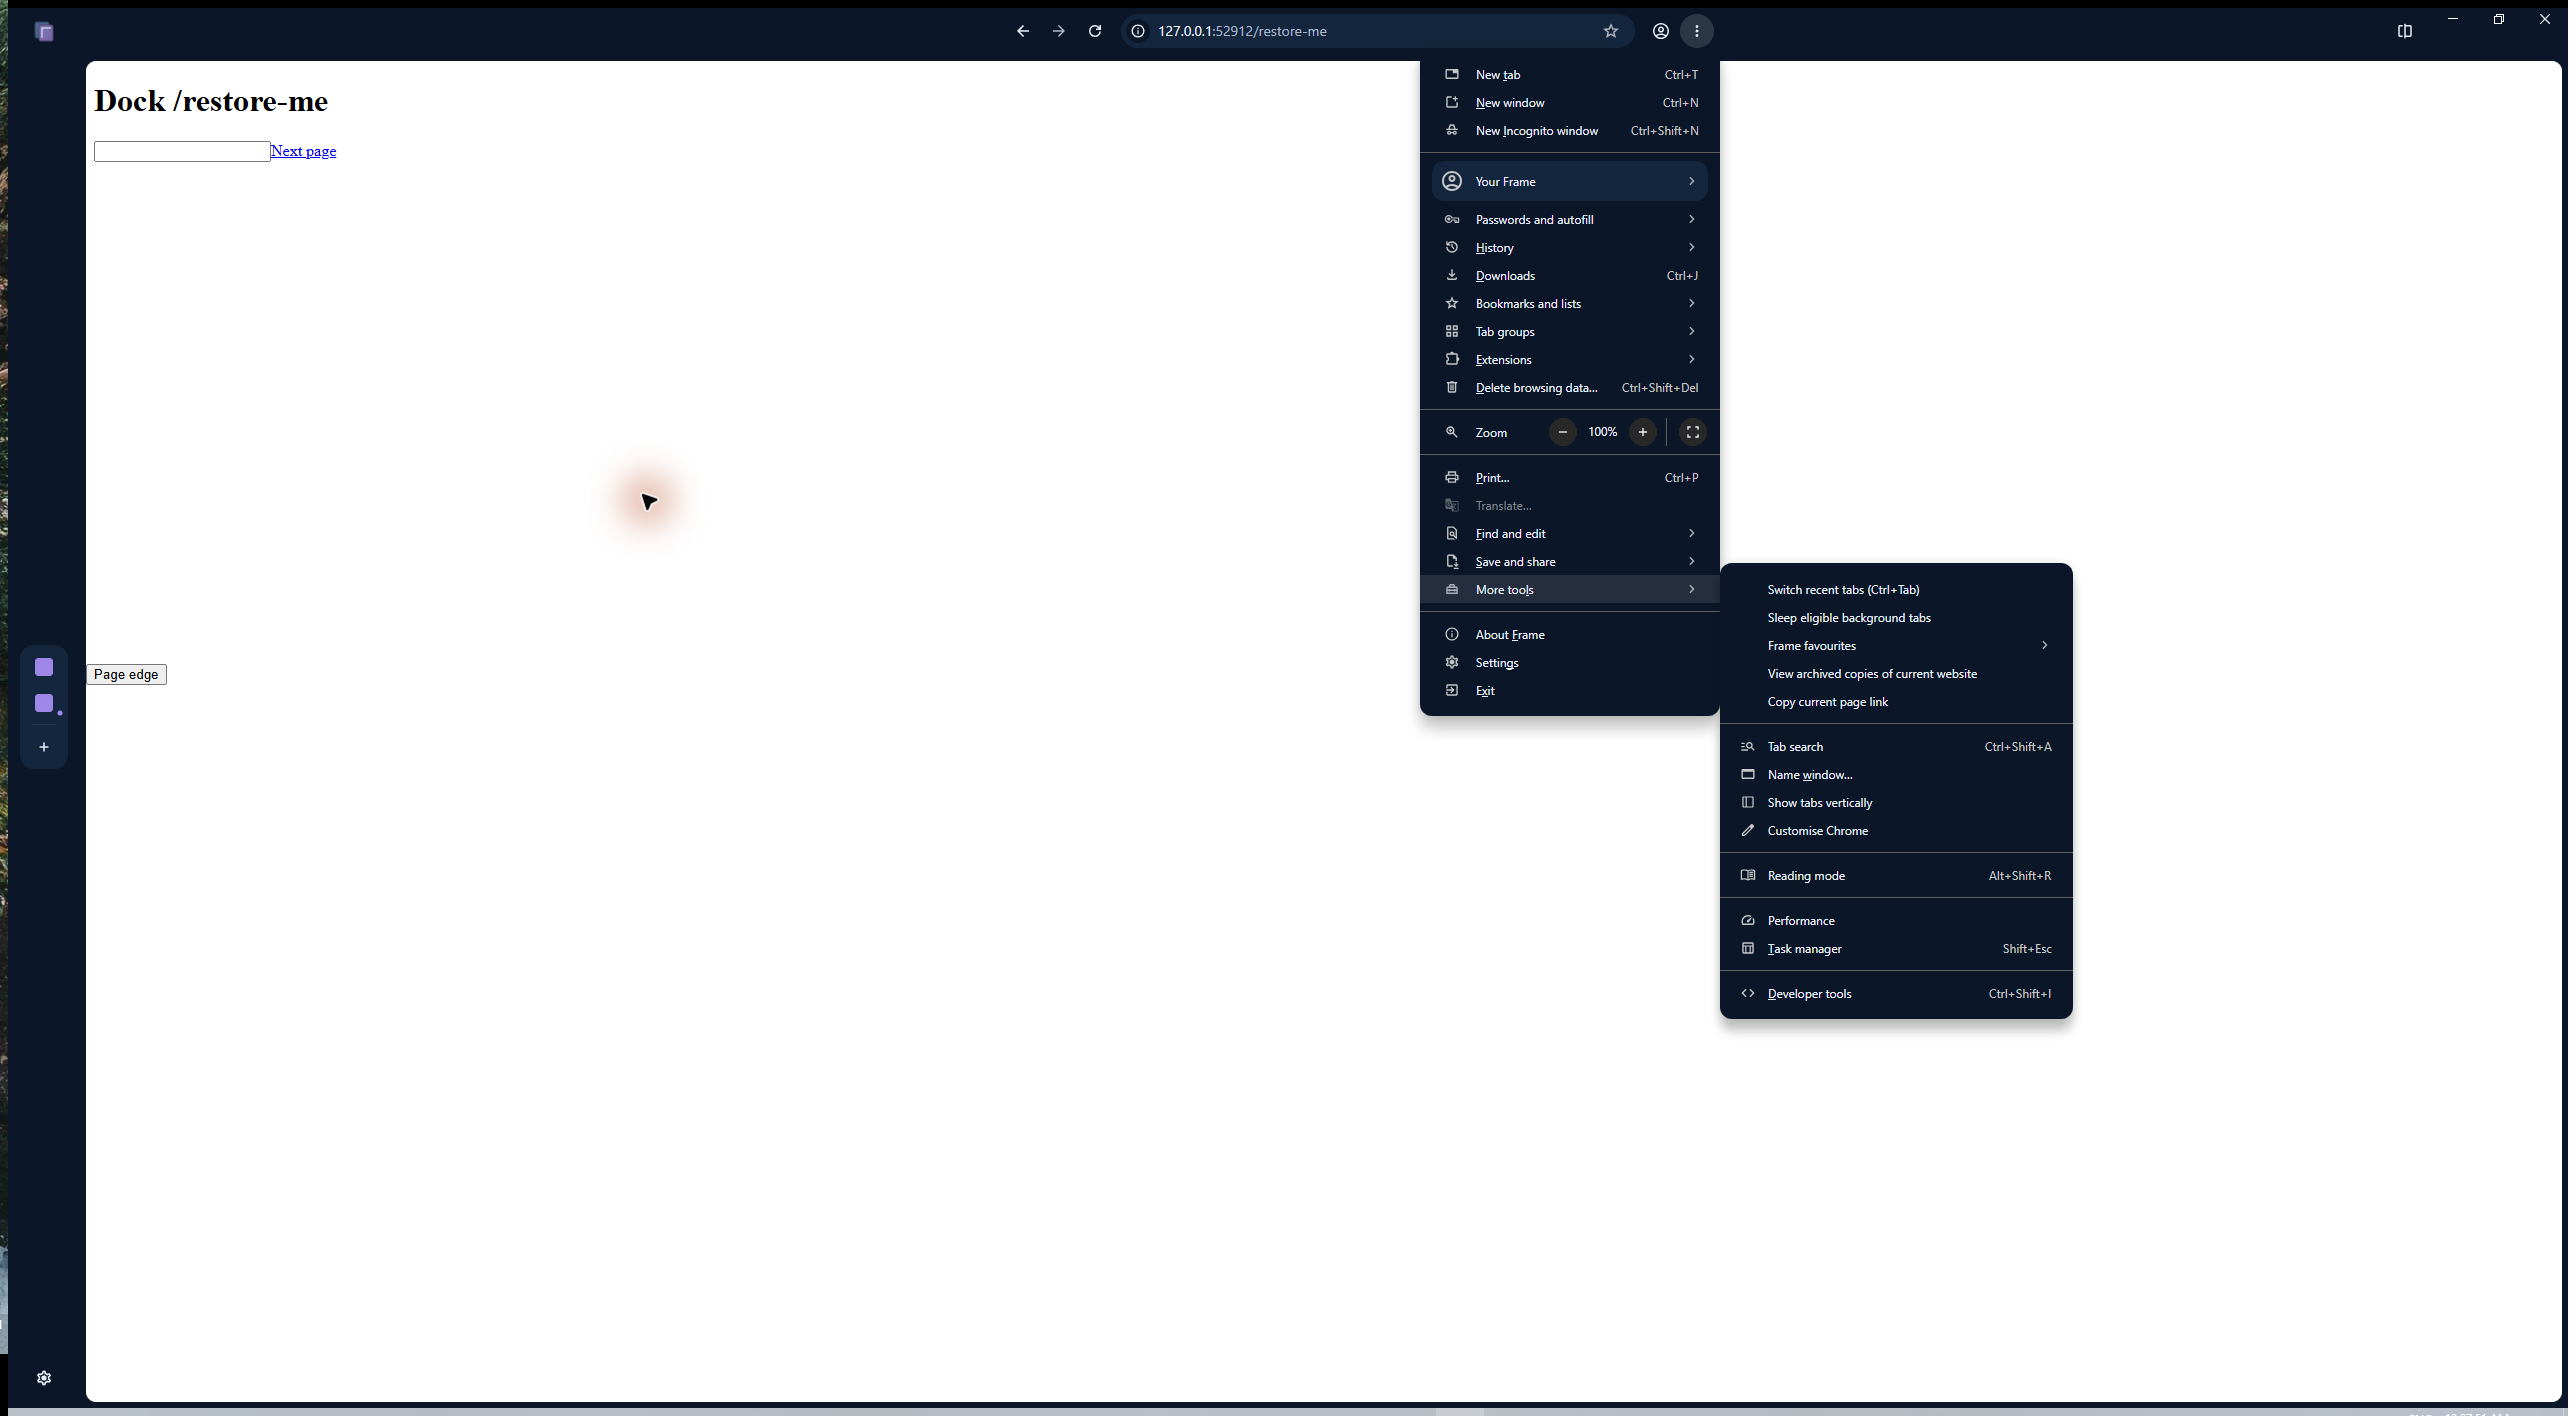 127.0.0.1:52912/restore-me
Dock /restore-me
Next page
Page edge
New tab Ctrl+T
New window Ctrl+N
New Incognito window Ctrl+Shift+N
Your Frame
Passwords and autofill
History
Downloads Ctrl+J
Bookmarks and lists
Tab groups
Extensions
Delete browsing data... Ctrl+Shift+Del
Zoom 100%
Print... Ctrl+P
Translate...
Find and edit
Save and share
More tools
About Frame
Settings
Exit
Switch recent tabs (Ctrl+Tab)
Sleep eligible background tabs
Frame favourites
View archived copies of current website
Copy current page link
Tab search Ctrl+Shift+A
Name window...
Show tabs vertically
Customise Chrome
Reading mode Alt+Shift+R
Performance
Task manager Shift+Esc
Developer tools Ctrl+Shift+I